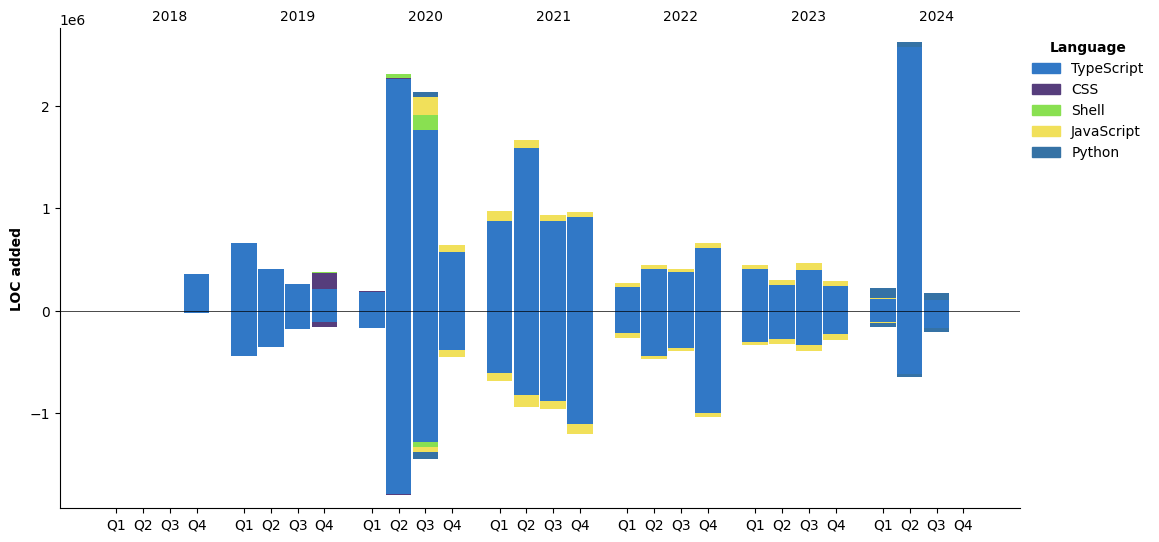 2018 2019 2020 2021 2022 2023 2024
1e6
Language
TypeScript
CSS
Shell
JavaScript
Python
2
1
0
−1
LOC added
Q1 Q2 Q3 Q4 Q1 Q2 Q3 Q4 Q1 Q2 Q3 Q4 Q1 Q2 Q3 Q4 Q1 Q2 Q3 Q4 Q1 Q2 Q3 Q4 Q1 Q2 Q3 Q4